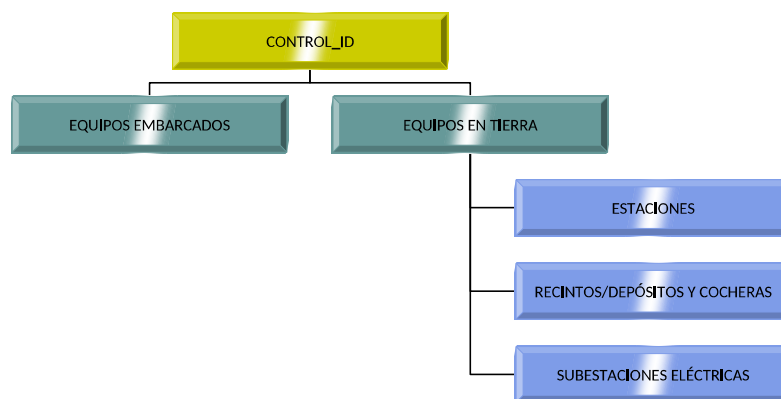 CONTROL_ID
EQUIPOS EMBARCADOS
EQUIPOS EN TIERRA
ESTACIONES
RECINTOS/DEPÓSITOS Y COCHERAS
SUBESTACIONES ELÉCTRICAS